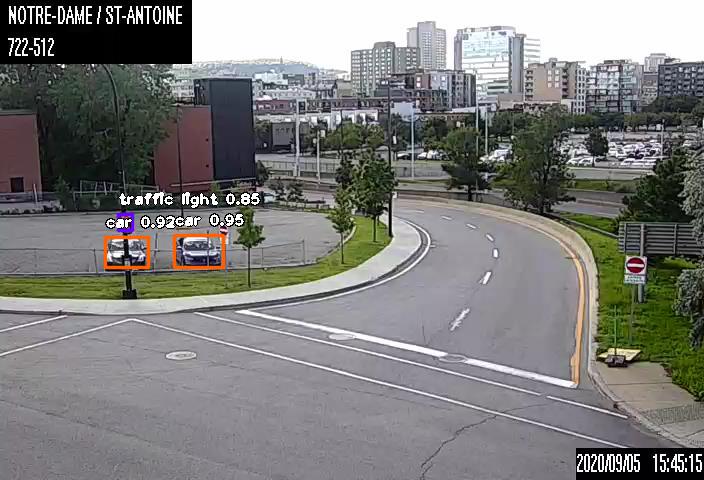 NOTRE-DAME / ST-ANTOINE
722-512
traffic light 0.85
car 0.92
car 0.95
2020/09/05 15:45:15